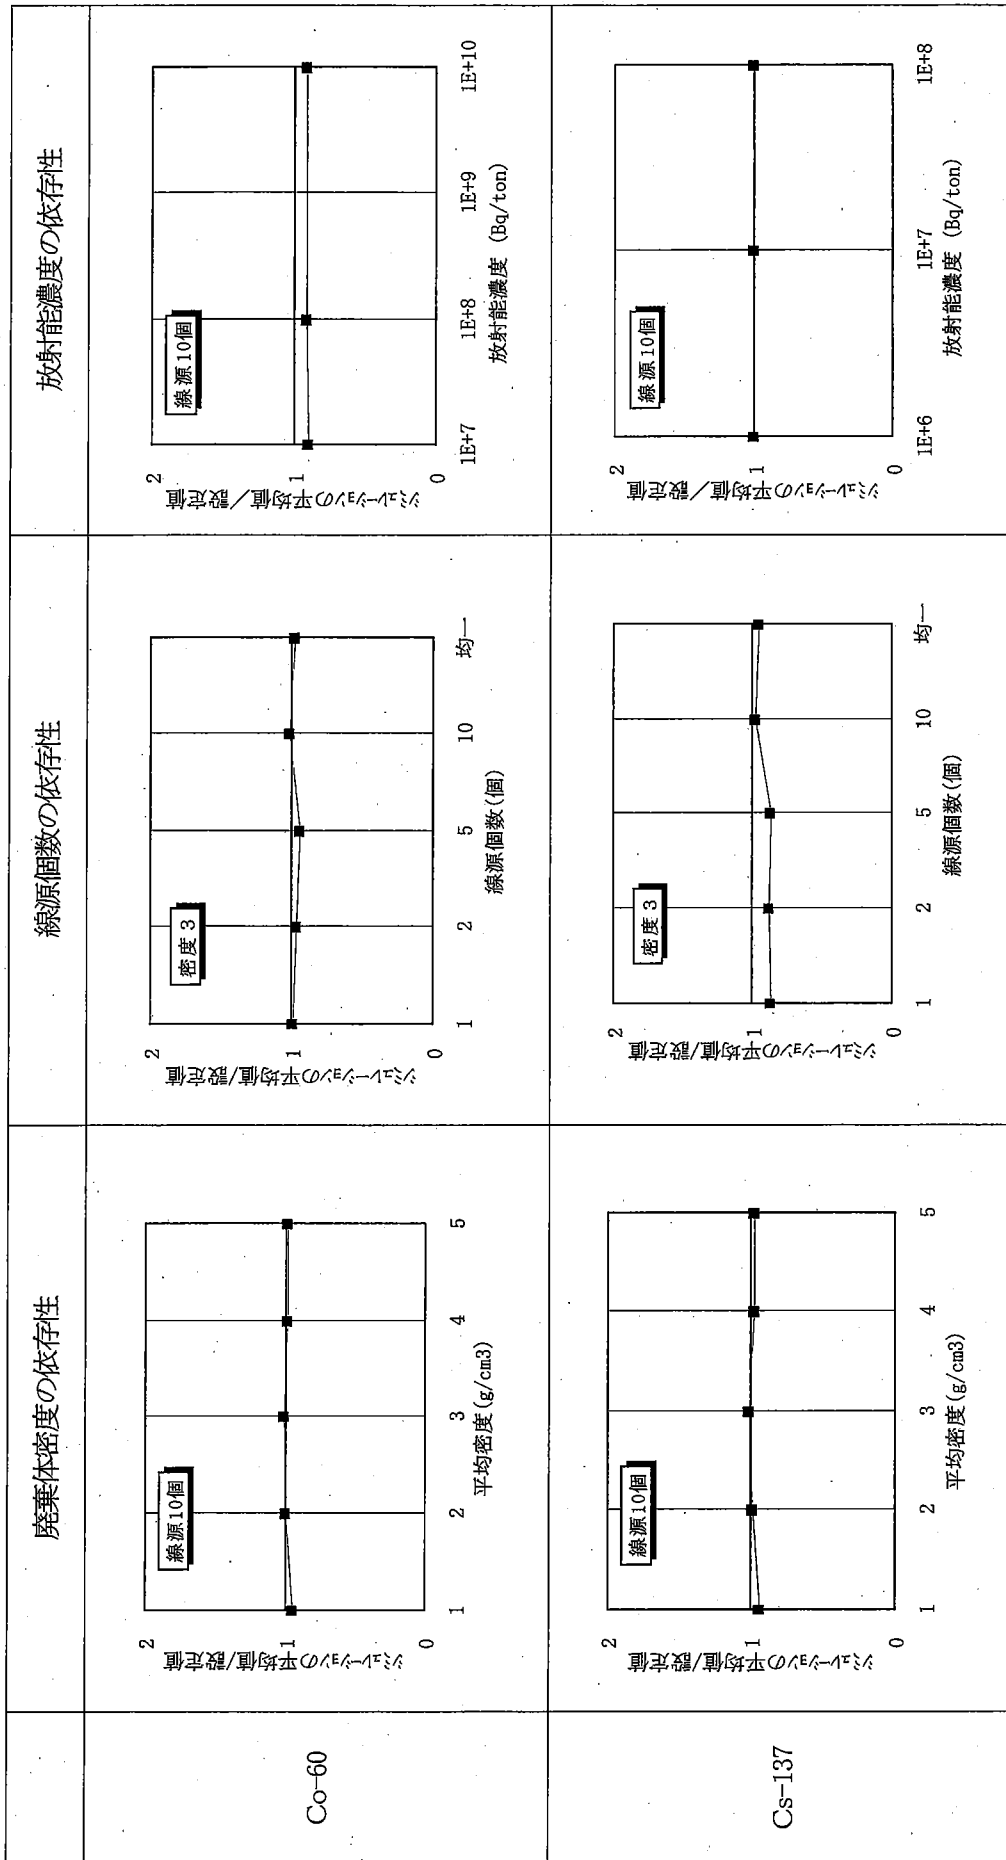 廃棄体密度の依存性
線源個数の依存性
放射能濃度の依存性
Co-60
シミュレーションの平均値/設定値
2
1
0
線源10個
1
2
3
4
5
平均密度(g/cm3)
シミュレーションの平均値/設定値
2
1
0
密度3
1
2
5
10
均一
線源個数(個)
シミュレーションの平均値/設定値
2
1
0
線源10個
1E+7
1E+8
1E+9
1E+10
放射能濃度 (Bq/ton)
Cs-137
シミュレーションの平均値/設定値
2
1
0
線源10個
1
2
3
4
5
平均密度(g/cm3)
シミュレーションの平均値/設定値
2
1
0
密度3
1
2
5
10
均一
線源個数(個)
シミュレーションの平均値/設定値
2
1
0
線源10個
1E+6
1E+7
1E+8
放射能濃度 (Bq/ton)